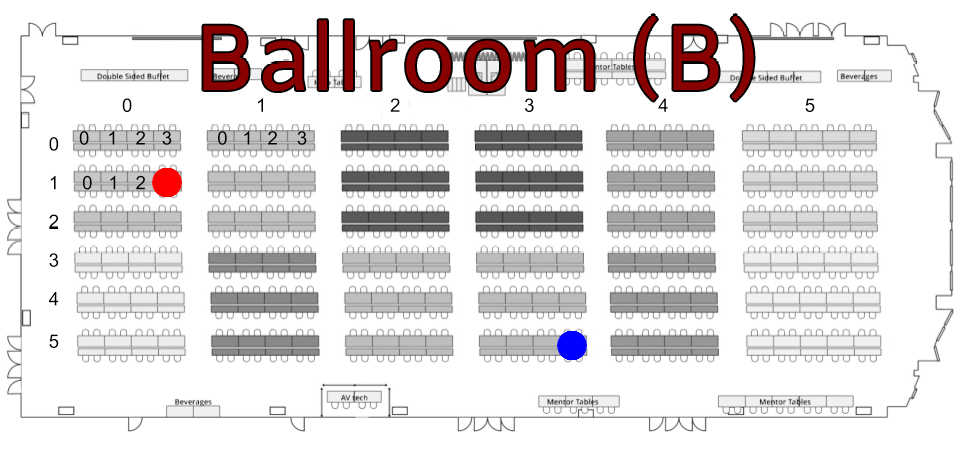 Ballroom (B)
Double Sided Buffet
Bevera
Mentor Tables
Double Sided Buffet
Beverages
0 1 2 3 4 5
0 0 1 2 3 0 1 2 3
1 0 1 2
2
3
4
5
Beverages
AV tech
Mentor Tables
Mentor Tables